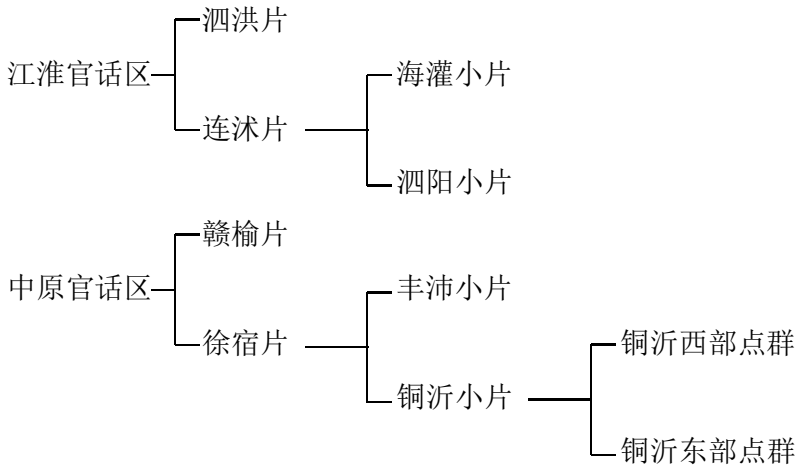 泗洪片
江淮官话区
海灌小片
连沭片
泗阳小片
赣榆片
中原官话区
丰沛小片
徐宿片
铜沂西部点群
铜沂小片
铜沂东部点群